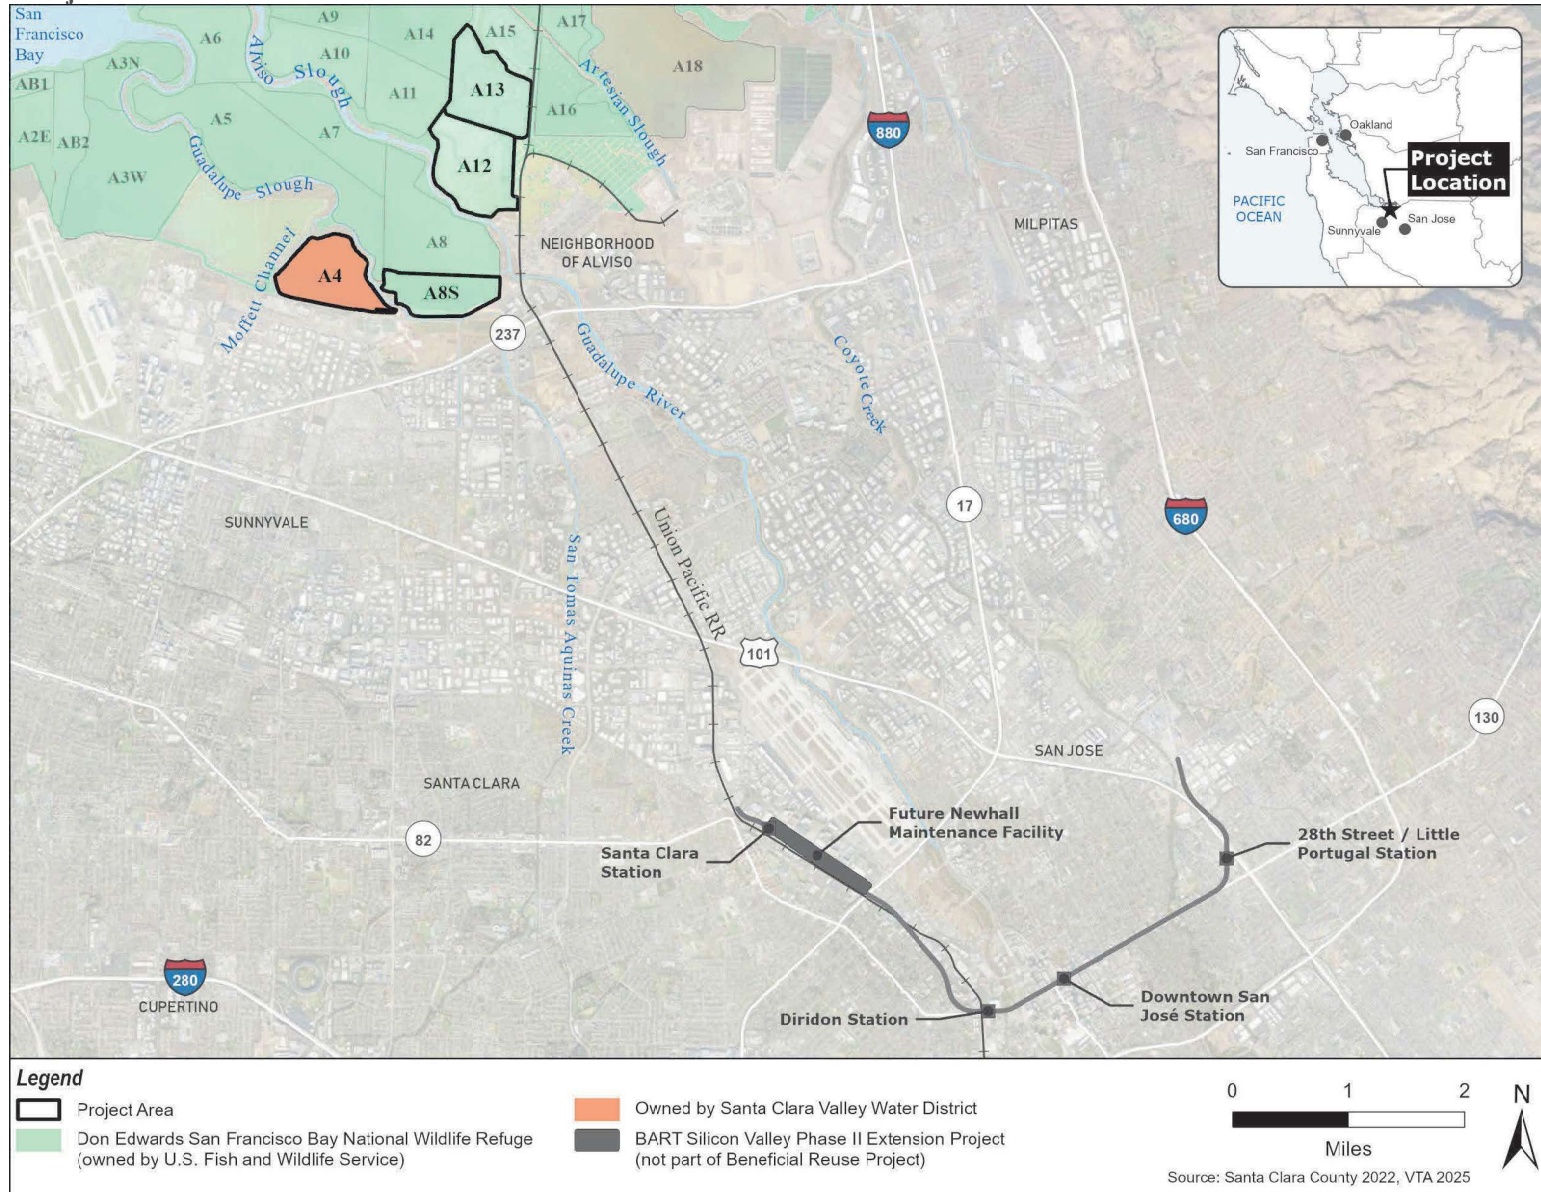 San
Francisco
Bay
A9
A6
A10
A14
A15
A17
A3N
AB1
Alviso Slough
A11
A13
A16
A18
Artesian Slough
A5
A7
A2E
AB2
A3W
Guadalupe Slough
A12
A8
A4
A8S
Moffett Channel
NEIGHBORHOOD
OF ALVISO
880
MILPITAS
237
Guadalupe River
Coyote Creek
Oakland
San Francisco
Project
Location
PACIFIC
OCEAN
Sunnyvale
San Jose
SUNNYVALE
17
680
San Tomas Aquinas Creek
Union Pacific RR
101
130
SAN JOSE
SANTA CLARA
82
Santa Clara
Station
Future Newhall
Maintenance Facility
28th Street / Little
Portugal Station
280
CUPERTINO
Diridon Station
Downtown San
José Station
Legend
Project Area
Don Edwards San Francisco Bay National Wildlife Refuge
(owned by U.S. Fish and Wildlife Service)
Owned by Santa Clara Valley Water District
BART Silicon Valley Phase II Extension Project
(not part of Beneficial Reuse Project)
0 1 2
Miles
N
Source: Santa Clara County 2022, VTA 2025